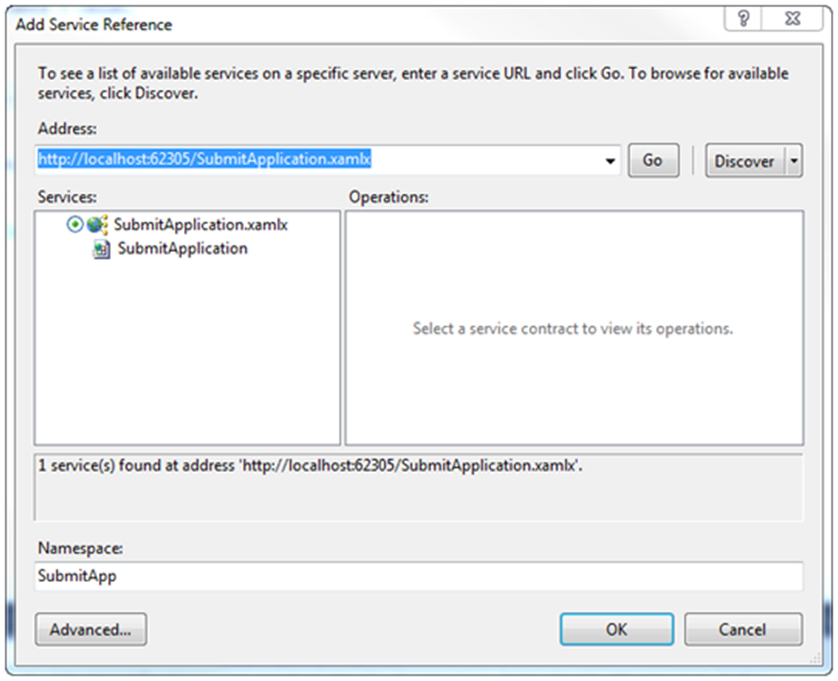 Add Service Reference
To see a list of available services on a specific server, enter a service URL and click Go. To browse for available
services, click Discover.
Address:
http://localhost:62305/SubmitApplication.xamlx
Go
Discover
Services:
Operations:
SubmitApplication.xamlx
SubmitApplication
Select a service contract to view its operations.
1 service(s) found at address 'http://localhost:62305/SubmitApplication.xamlx'.
Namespace:
SubmitApp
Advanced...
OK
Cancel